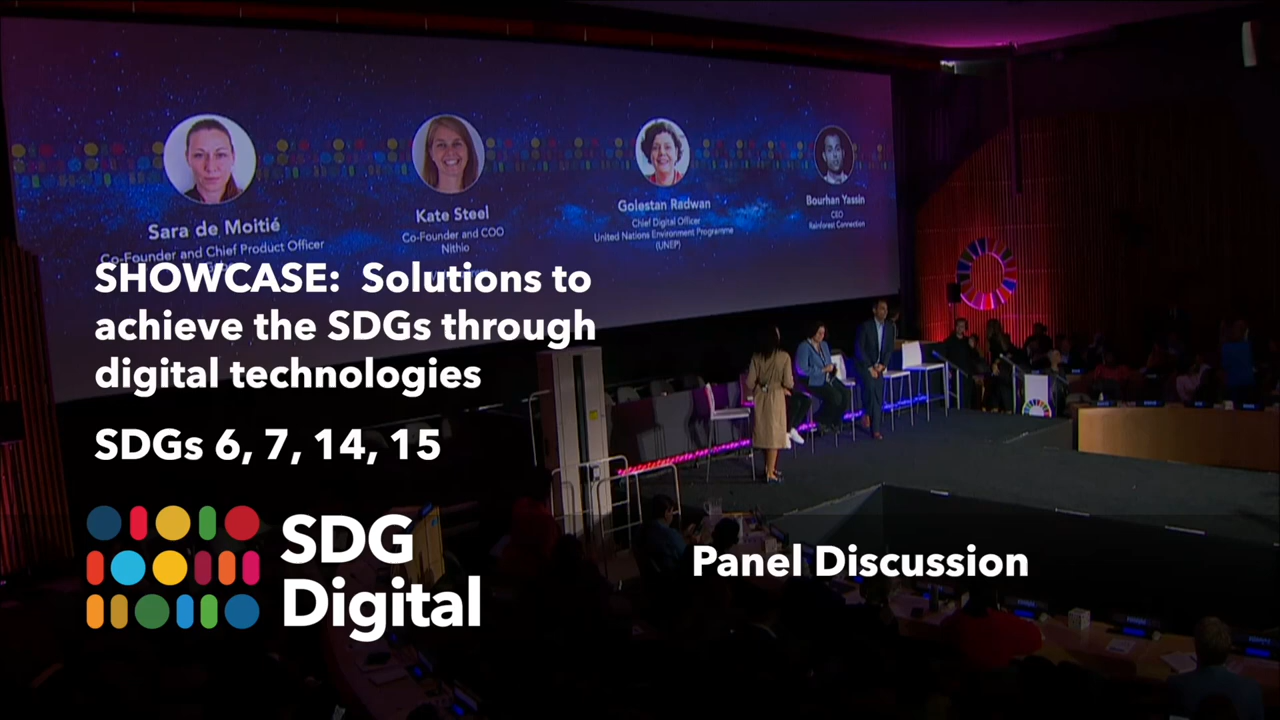 Sara de Moitié
Co-Founder and Chief Product Officer
Kate Steel
Co-Founder and COO
Nithio
Golestan Radwan
Chief Digital Officer
United Nations Environment Programme
(UNEP)
Bourhan Yassin
CEO
Rainforest Connection
SHOWCASE: Solutions to
achieve the SDGs through
digital technologies
SDGs 6, 7, 14, 15
SDG
Digital
Panel Discussion